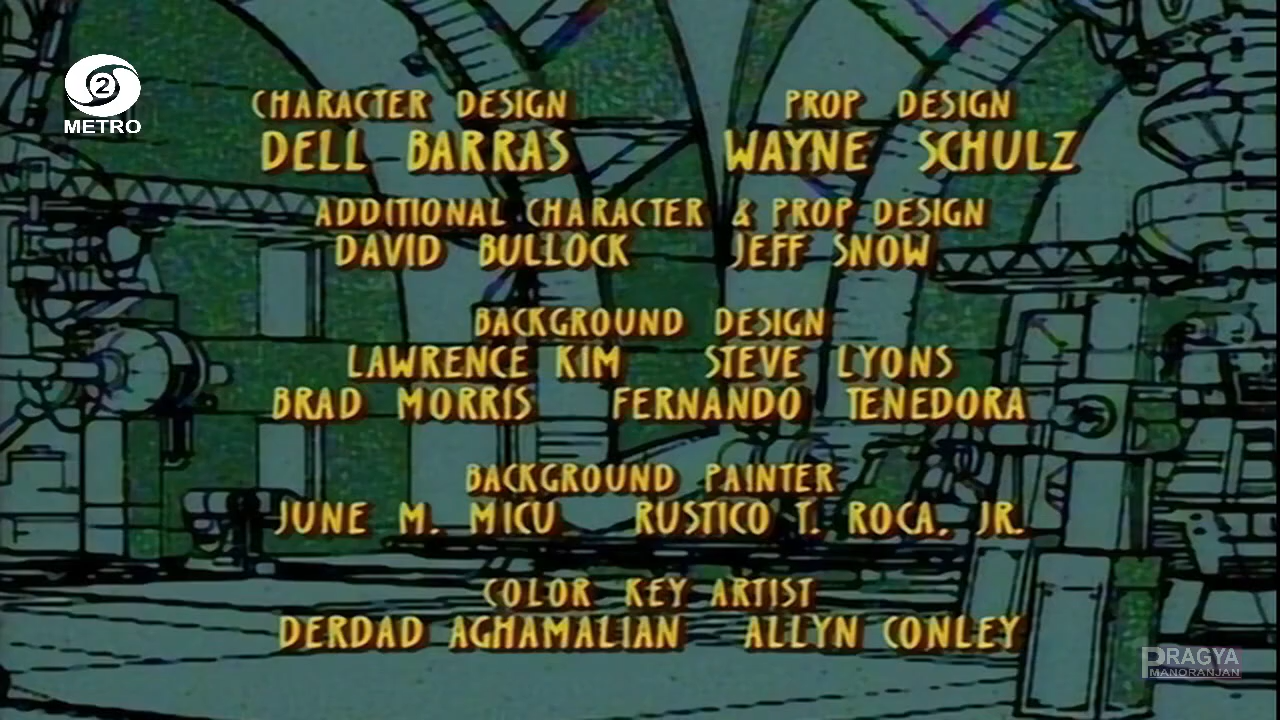 2
METRO
CHARACTER DESIGN PROP DESIGN
DELL BARRAS WAYNE SCHULZ
ADDITIONAL CHARACTER & PROP DESIGN
DAVID BULLOCK JEFF SNOW
BACKGROUND DESIGN
LAWRENCE KIM STEVE LYONS
BRAD MORRIS FERNANDO TENEDORA
BACKGROUND PAINTER
JUNE M. MICU RUSTICO T. ROCA, JR.
COLOR KEY ARTIST
DERDAD AGHAMALIAN ALLYN CONLEY
PRAGYA
MANORANJAN